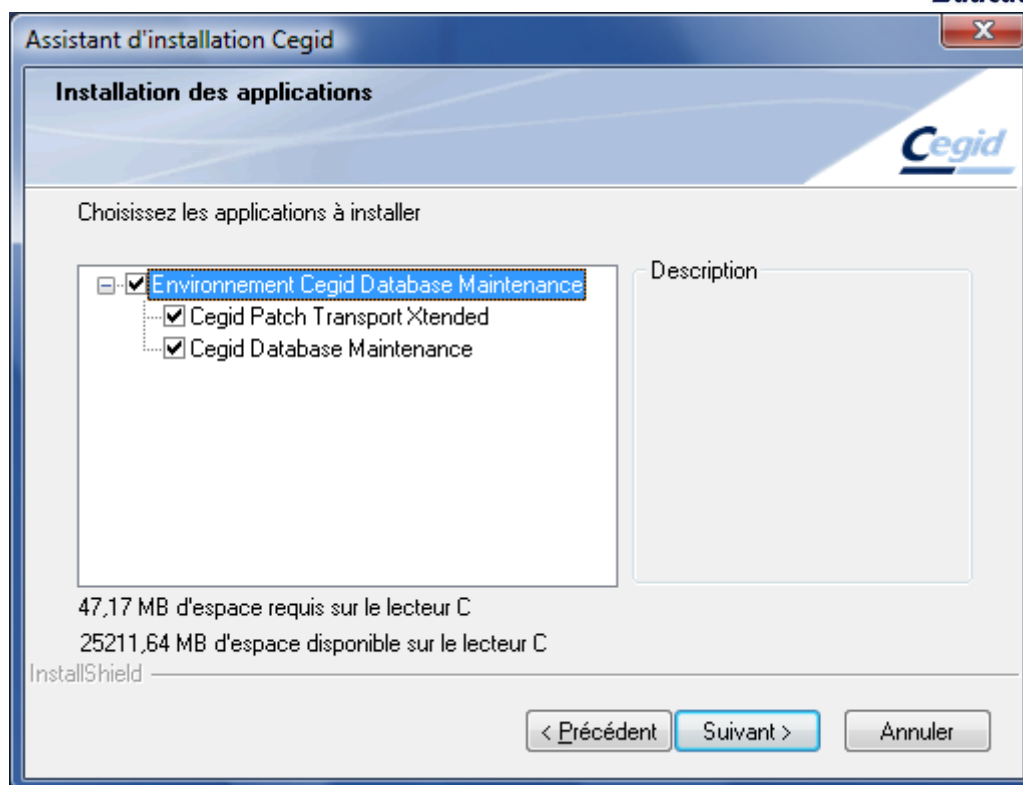 Assistant d'installation Cegid
Installation des applications
Cegid
Choisissez les applications à installer
Environnement Cegid Database Maintenance
Description
Cegid Patch Transport Xtended
Cegid Database Maintenance
47,17 MB d'espace requis sur le lecteur C
25211,64 MB d'espace disponible sur le lecteur C
InstallShield
< Précédent
Suivant >
Annuler